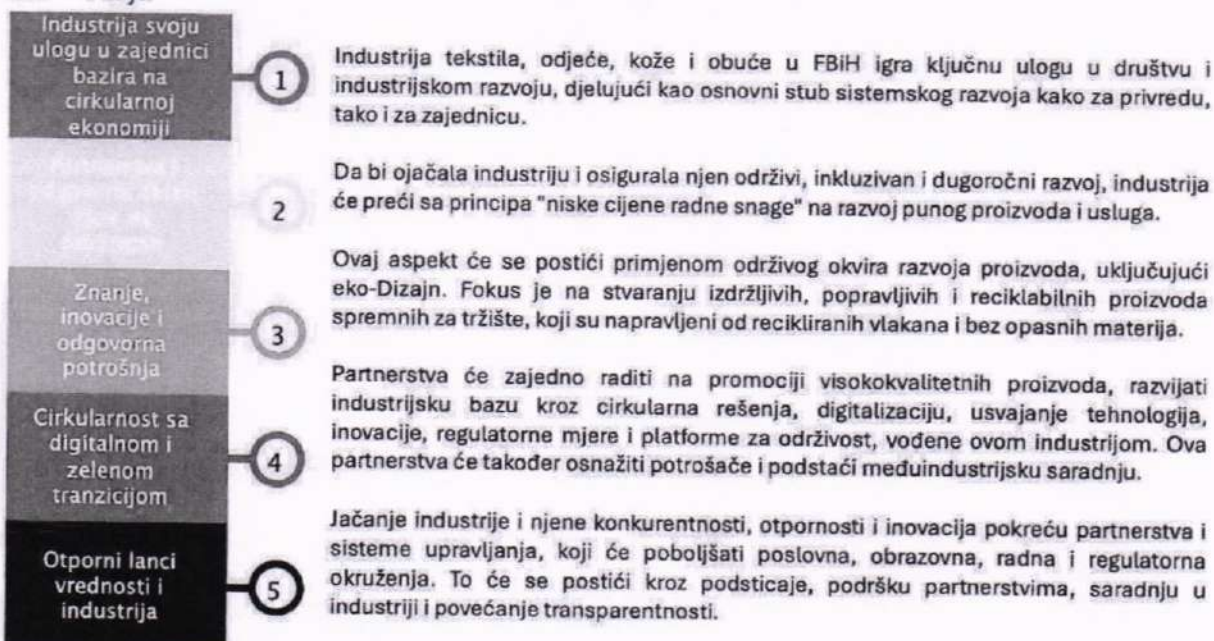 Industrija svoju
ulogu u zajednici
bazira na
cirkularnoj
ekonomiji
1
Industrija tekstila, odjeće, kože i obuće u FBiH igra ključnu ulogu u društvu i
industrijskom razvoju, djelujući kao osnovni stub sistemskog razvoja kako za privredu,
tako i za zajednicu.
2
Da bi ojačala industriju i osigurala njen održivi, inkluzivan i dugoročni razvoj, industrija
će preći sa principa "niske cijene radne snage" na razvoj punog proizvoda i usluga.
Znanje,
inovacije i
odgovorna
potrošnja
3
Ovaj aspekt će se postići primjenom održivog okvira razvoja proizvoda, uključujući
eko-Dizajn. Fokus je na stvaranju izdržljivih, popravljivih i reciklabilnih proizvoda
spremnih za tržište, koji su napravljeni od recikliranih vlakana i bez opasnih materija.
Cirkularnost sa
digitalnom i
zelenom
tranzicijom
4
Partnerstva će zajedno raditi na promociji visokokvalitetnih proizvoda, razvijati
industrijsku bazu kroz cirkularna rešenja, digitalizaciju, usvajanje tehnologija,
inovacije, regulatorne mjere i platforme za održivost, vođene ovom industrijom. Ova
partnerstva će također osnažiti potrošače i podstaći međuindustrijsku saradnju.
Otporni lanci
vrednosti i
industrija
5
Jačanje industrije i njene konkurentnosti, otpornosti i inovacija pokreću partnerstva i
sisteme upravljanja, koji će poboljšati poslovna, obrazovna, radna i regulatorna
okruženja. To će se postići kroz podsticaje, podršku partnerstvima, saradnju u
industriji i povećanje transparentnosti.